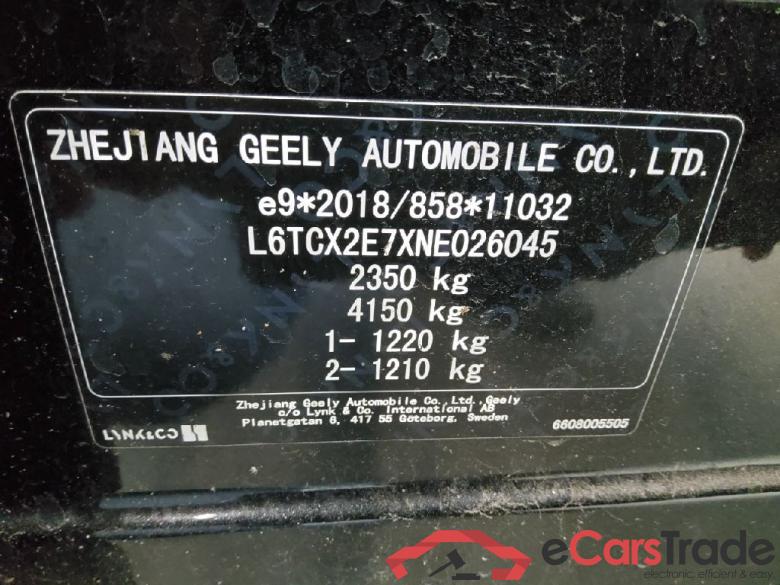 ZHEJIANG GEELY AUTOMOBILE CO.,LTD.
e9*2018/858*11032
L6TCX2E7XNE026045
2350 kg
4150 kg
1- 1220 kg
2- 1210 kg
Zhejiang Geely Automobile Co.,Ltd.,Geely
c/o Lynk & Co. International AB
Planetgatan 6, 417 55 Goteborg, Sweden
LYNK&CO
6608005505
eCarsTrade
electronic, efficient & easy